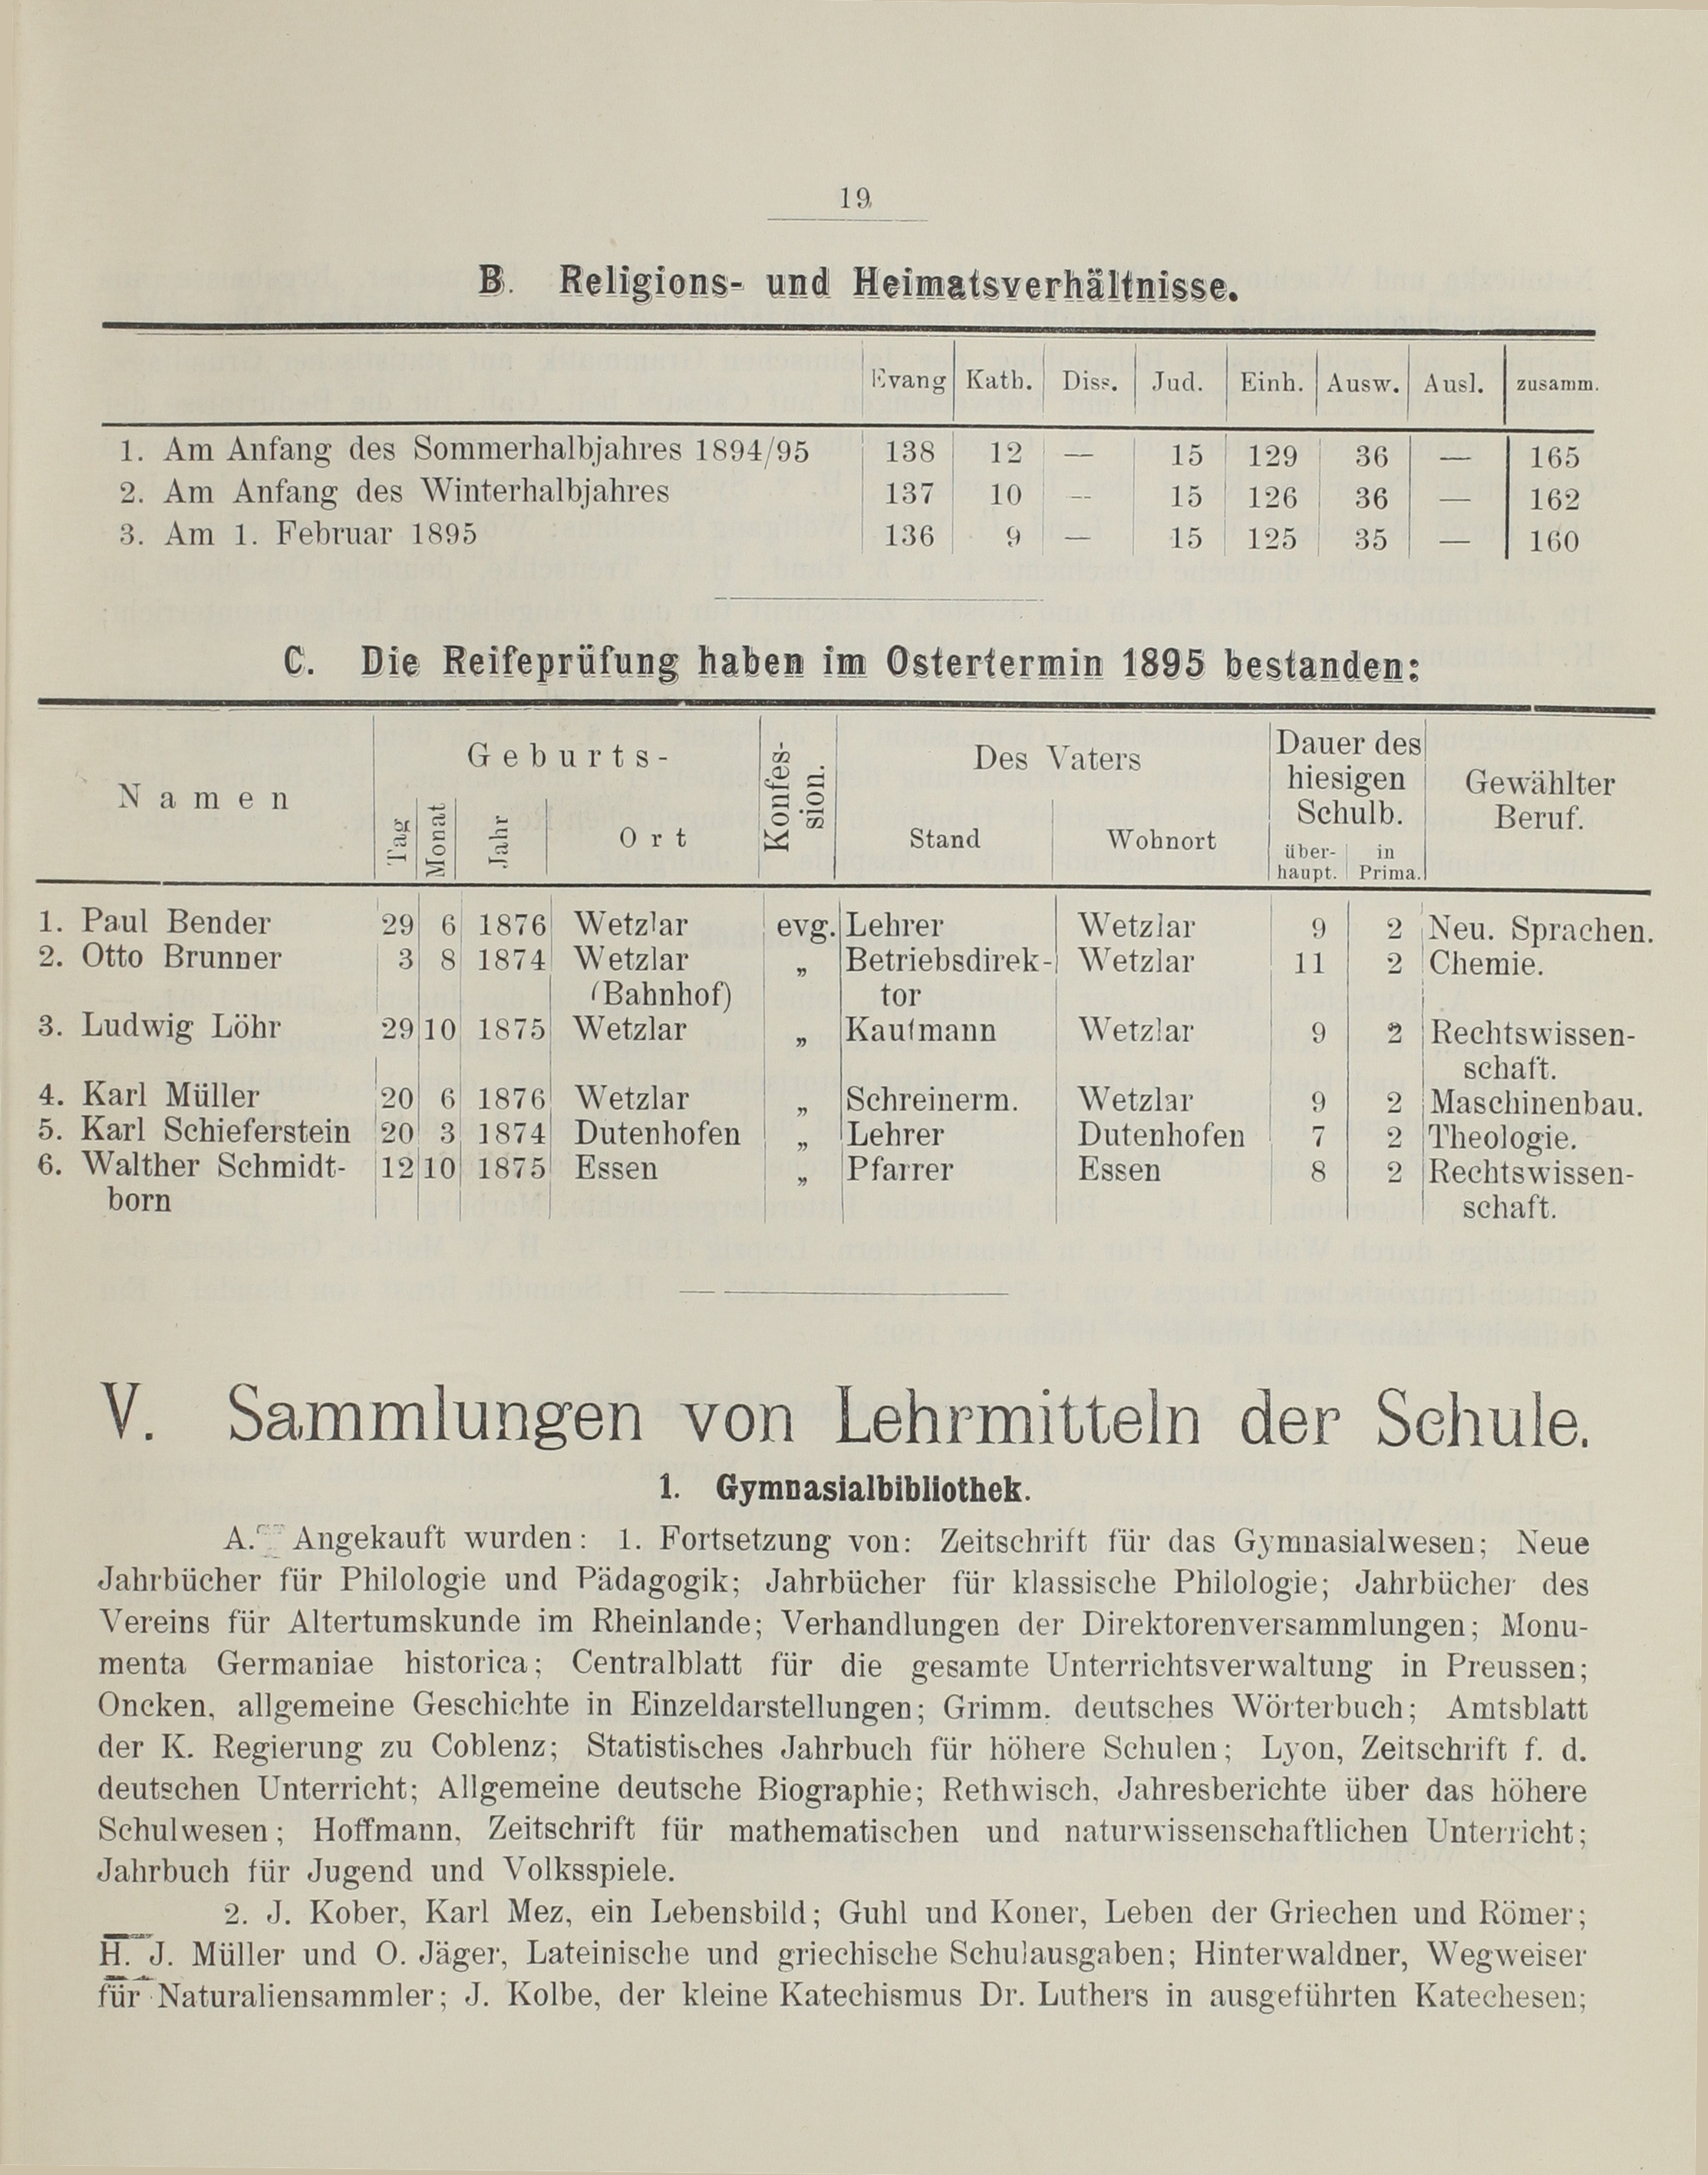 19
B. Religions- und Heimatsverhältnisse.
Evang Kath. Diss. Jud. Einh. Ausw. Ausl. zusamm.
1. Am Anfang des Sommerhalbjahres 1894/95 138 12 — 15 129 36 — 165
2. Am Anfang des Winterhalbjahres 137 10 — 15 126 36 — 162
3. Am 1. Februar 1895 136 9 — 15 125 35 — 160
C. Die Reifeprüfung haben im Ostertermin 1895 bestanden:
Namen
Geburts-
Tag Monat Jahr Ort
Konfes-
sion.
Des Vaters
Stand Wohnort
Dauer des
hiesigen
Schulb.
über-
haupt.
in
Prima.
Gewählter
Beruf.
1. Paul Bender 29 6 1876 Wetzlar evg. Lehrer Wetzlar 9 2 Neu. Sprachen.
2. Otto Brunner 3 8 1874 Wetzlar „ Betriebsdirek- Wetzlar 11 2 Chemie.
(Bahnhof) tor
3. Ludwig Löhr 29 10 1875 Wetzlar „ Kaufmann Wetzlar 9 2 Rechtswissen-
schaft.
4. Karl Müller 20 6 1876 Wetzlar „ Schreinerm. Wetzlar 9 2 Maschinenbau.
5. Karl Schieferstein 20 3 1874 Dutenhofen „ Lehrer Dutenhofen 7 2 Theologie.
6. Walther Schmidt- 12 10 1875 Essen „ Pfarrer Essen 8 2 Rechtswissen-
born schaft.
V. Sammlungen von Lehrmitteln der Schule.
1. Gymnasialbibliothek.
A. Angekauft wurden: 1. Fortsetzung von: Zeitschrift für das Gymnasialwesen; Neue
Jahrbücher für Philologie und Pädagogik; Jahrbücher für klassische Philologie; Jahrbücher des
Vereins für Altertumskunde im Rheinlande; Verhandlungen der Direktorenversammlungen; Monu-
menta Germaniae historica; Centralblatt für die gesamte Unterrichtsverwaltung in Preussen;
Oncken, allgemeine Geschichte in Einzeldarstellungen; Grimm. deutsches Wörterbuch; Amtsblatt
der K. Regierung zu Coblenz; Statistisches Jahrbuch für höhere Schulen; Lyon, Zeitschrift f. d.
deutschen Unterricht; Allgemeine deutsche Biographie; Rethwisch, Jahresberichte über das höhere
Schulwesen; Hoffmann, Zeitschrift für mathematischen und naturwissenschaftlichen Unterricht;
Jahrbuch für Jugend und Volksspiele.
2. J. Kober, Karl Mez, ein Lebensbild; Guhl und Koner, Leben der Griechen und Römer;
H. J. Müller und O. Jäger, Lateinische und griechische Schulausgaben; Hinterwaldner, Wegweiser
für Naturaliensammler; J. Kolbe, der kleine Katechismus Dr. Luthers in ausgeführten Katechesen;